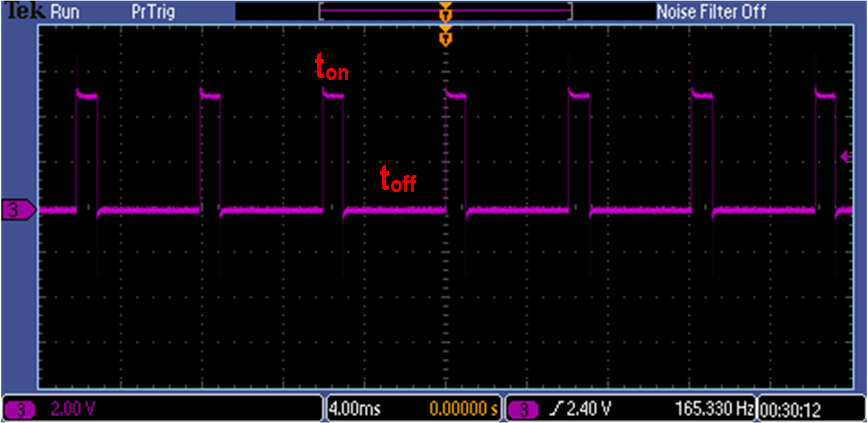 Tek Run PrTrig Noise Filter Off
T
T
ton
toff
3
3 2.00 V 4.00ms 0.00000 s 3 2.40 V 165.330 Hz 00:30:12